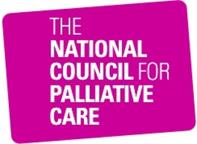 THE
NATIONAL
COUNCIL FOR
PALLIATIVE
CARE